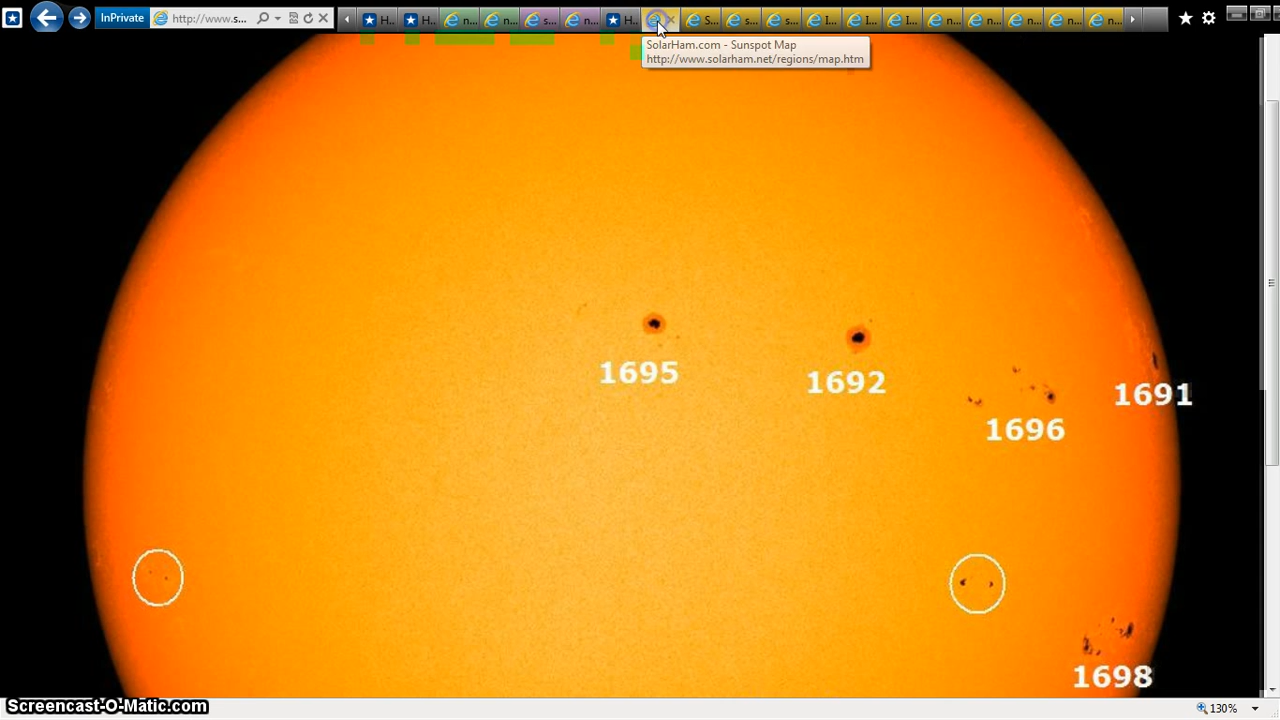 InPrivate
http://www.s...
H...
H...
n...
n...
s...
n...
H...
S...
s...
s...
I...
I...
I...
n...
n...
n...
n...
n...
SolarHam.com - Sunspot Map
http://www.solarham.net/regions/map.htm
1695
1692
1691
1696
1698
Screencast-O-Matic.com
130%